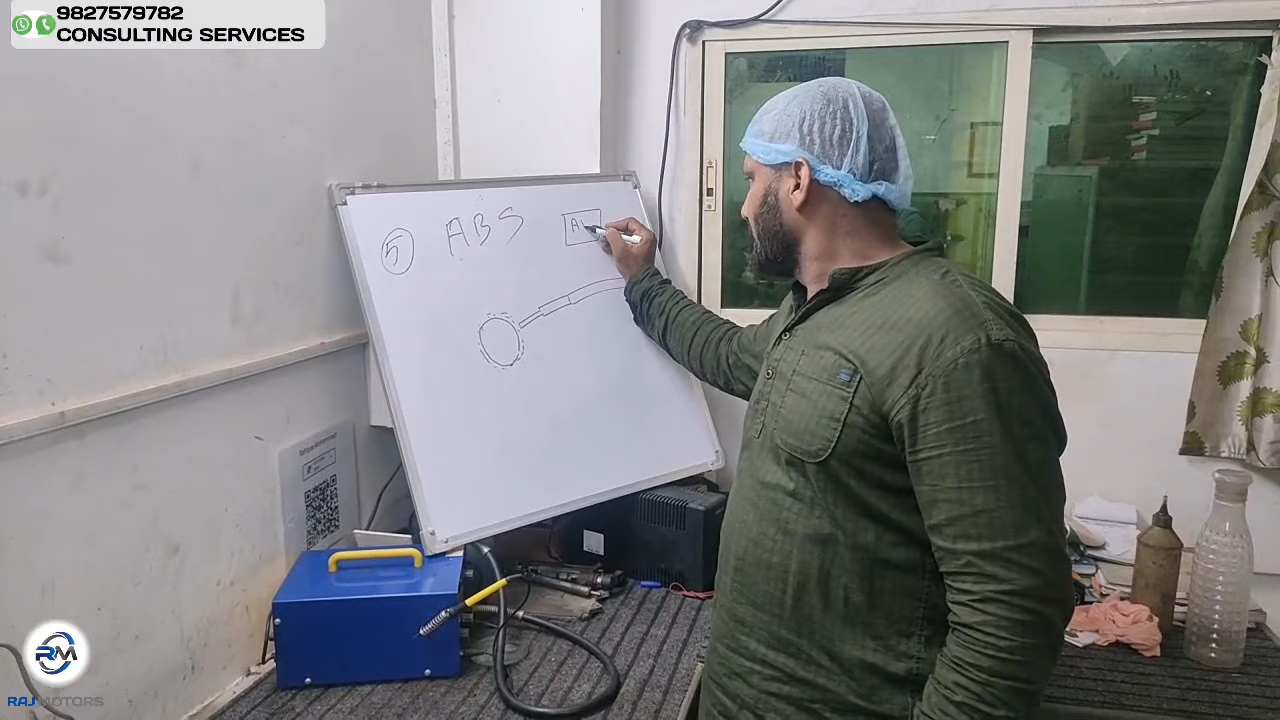 9827579782
CONSULTING SERVICES
5 ABS
A
RM
RAJ MOTORS